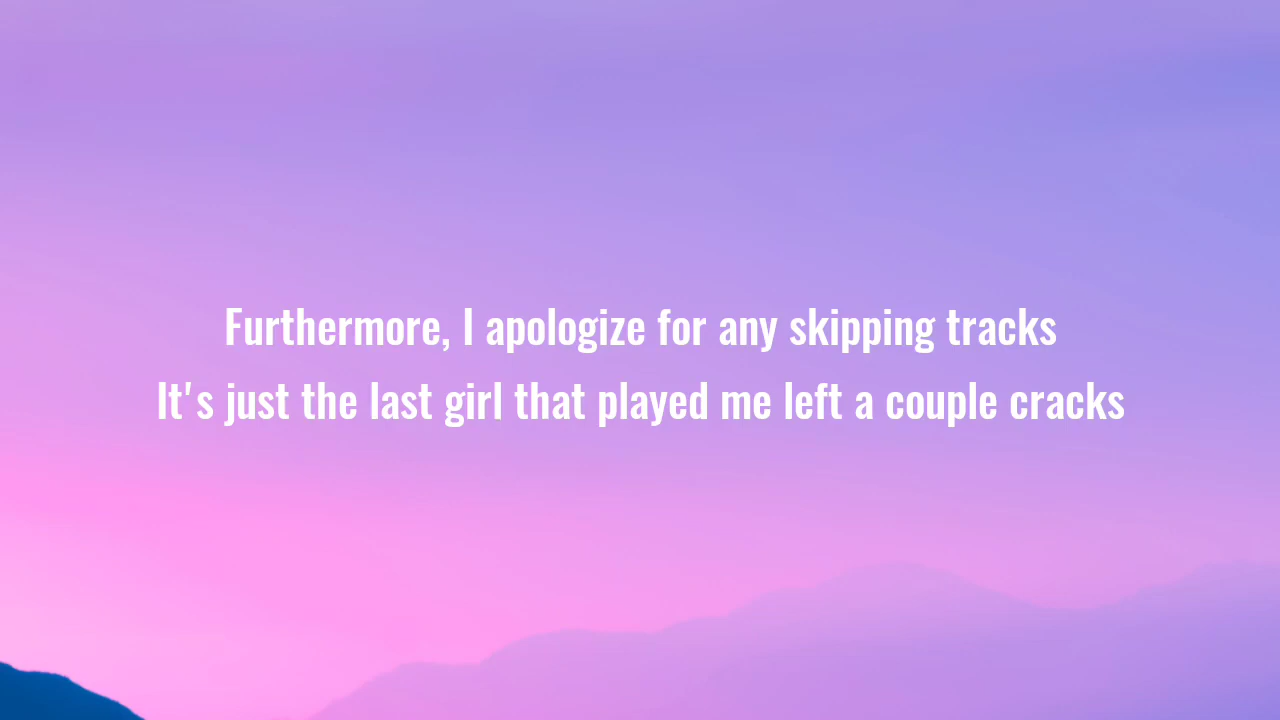 Furthermore, I apologize for any skipping tracks
It's just the last girl that played me left a couple cracks